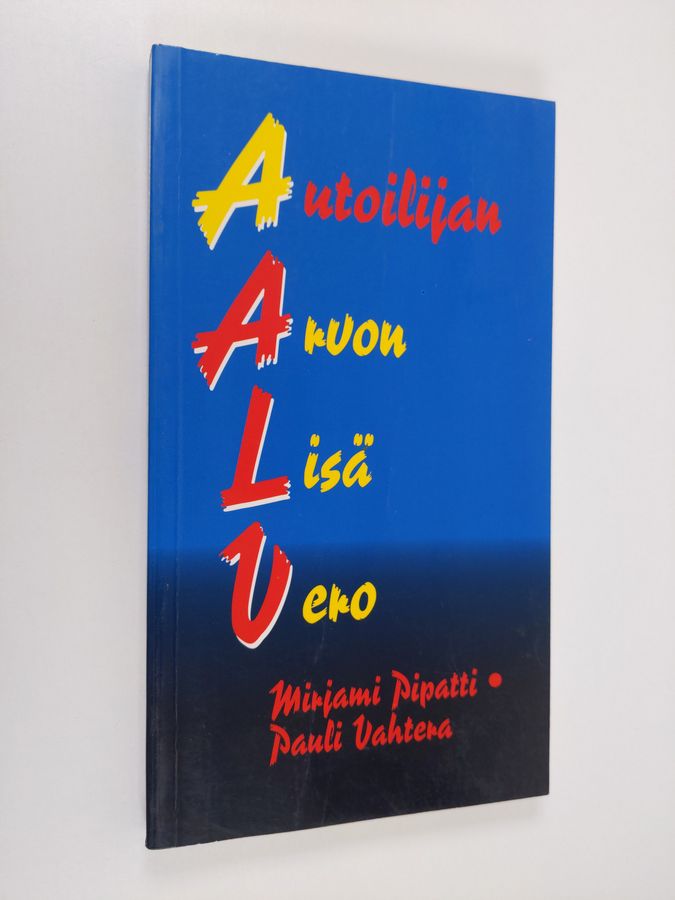 Autoilijan
Arvon
Lisä
Vero
Mirjami Pipatti •
Pauli Vahtera